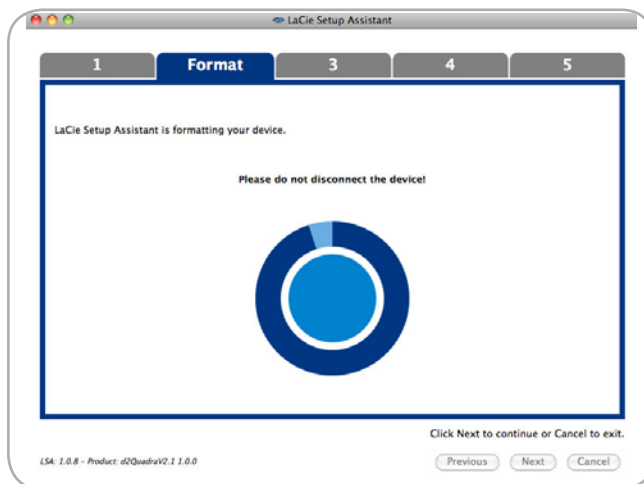 LaCie Setup Assistant
1 Format 3 4 5
LaCie Setup Assistant is formatting your device.
Please do not disconnect the device!
Click Next to continue or Cancel to exit.
LSA: 1.0.8 – Product: d2QuadraV2.1 1.0.0
Previous Next Cancel